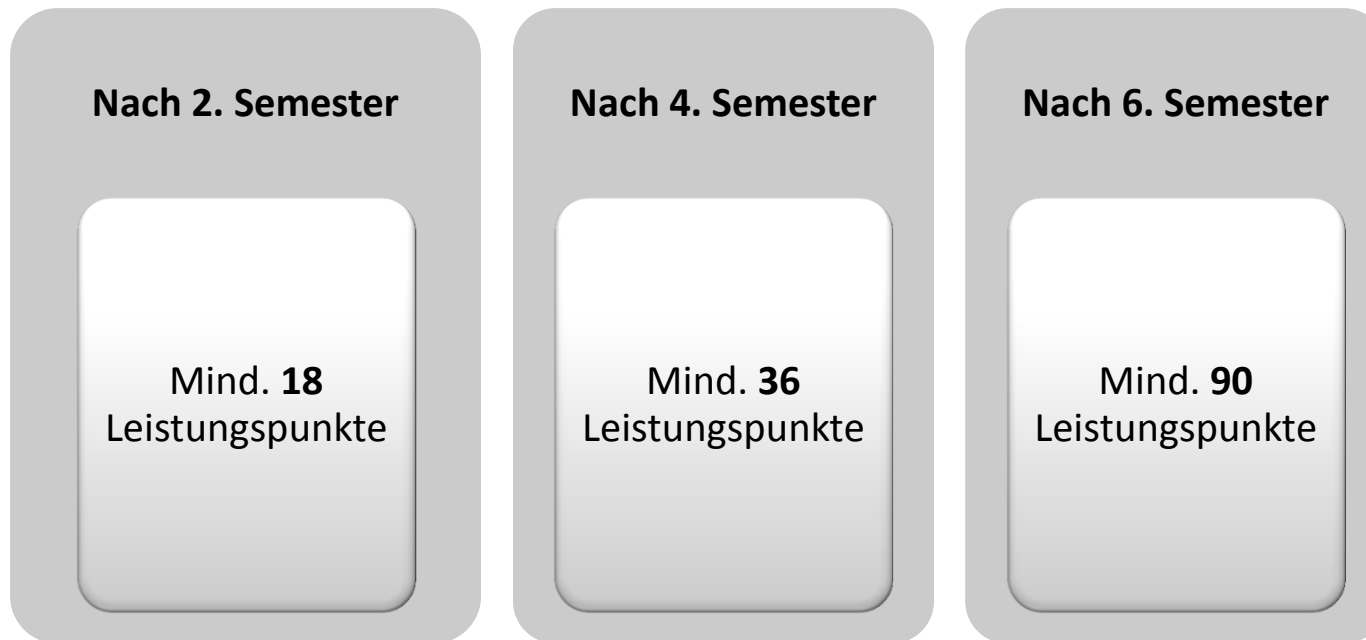 Nach 2. Semester
Mind. 18
Leistungspunkte
Nach 4. Semester
Mind. 36
Leistungspunkte
Nach 6. Semester
Mind. 90
Leistungspunkte